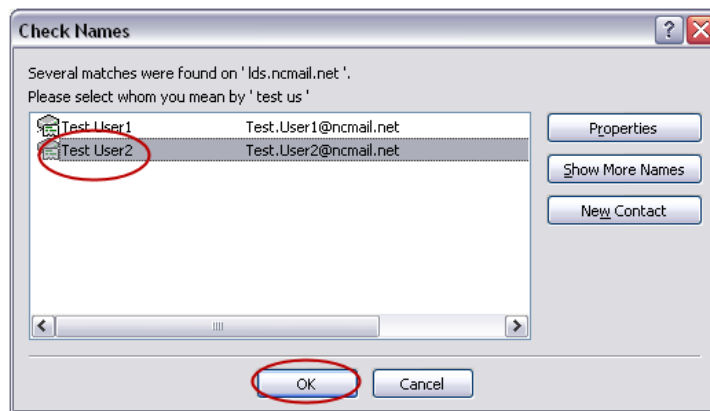 Check Names
Several matches were found on ' lds.ncmail.net '.
Please select whom you mean by ' test us '
Test User1 Test.User1@ncmail.net
Test User2 Test.User2@ncmail.net
Properties
Show More Names
New Contact
OK Cancel